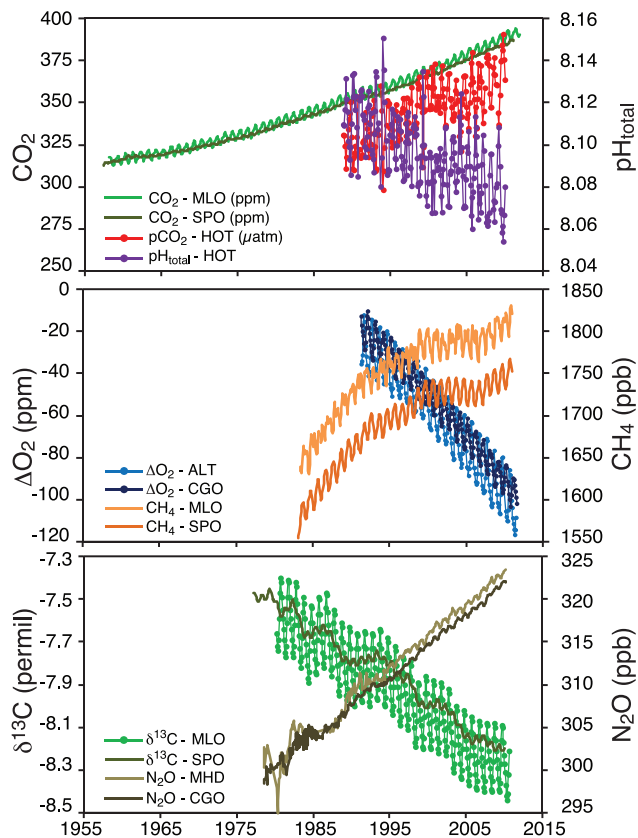 400
375
350
325
300
275
250
CO₂
8.16
8.14
8.12
8.10
8.08
8.06
8.04
pHtotal
CO₂ - MLO (ppm)
CO₂ - SPO (ppm)
pCO₂ - HOT (µatm)
pHtotal - HOT
0
-20
-40
-60
-80
-100
-120
ΔO₂ (ppm)
1850
1800
1750
1700
1650
1600
1550
CH₄ (ppb)
ΔO₂ - ALT
ΔO₂ - CGO
CH₄ - MLO
CH₄ - SPO
-7.3
-7.5
-7.7
-7.9
-8.1
-8.3
-8.5
δ¹³C (permil)
325
320
315
310
305
300
295
N₂O (ppb)
δ¹³C - MLO
δ¹³C - SPO
N₂O - MHD
N₂O - CGO
1955 1965 1975 1985 1995 2005 2015